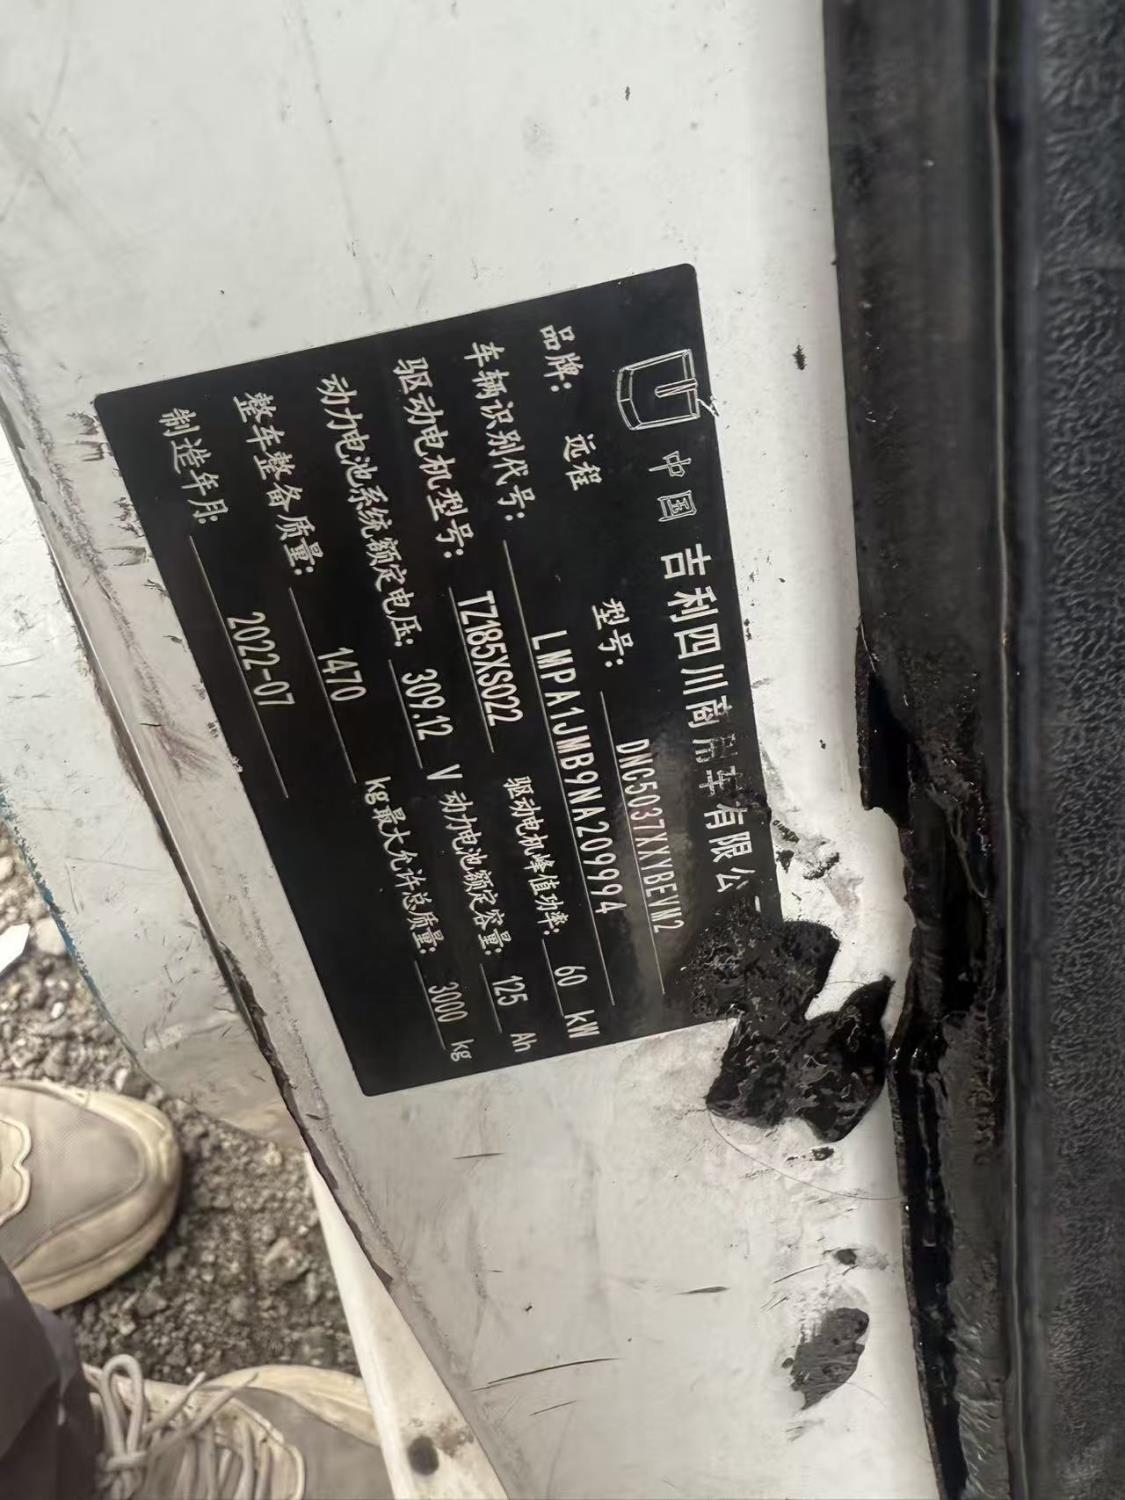 中国 吉利四川商用车有限公
品牌: 远程 型号: DNC5037XXYBEVM2
车辆识别代号: LMPA1JMB9NA209994
驱动电机型号: TZ185XS022 驱动电机峰值功率: 60 kW
动力电池系统额定电压: 309.12 V 动力电池额定容量: 125 Ah
整车整备质量: 1470 kg 最大允许总质量: 3000 kg
制造年月: 2022-07